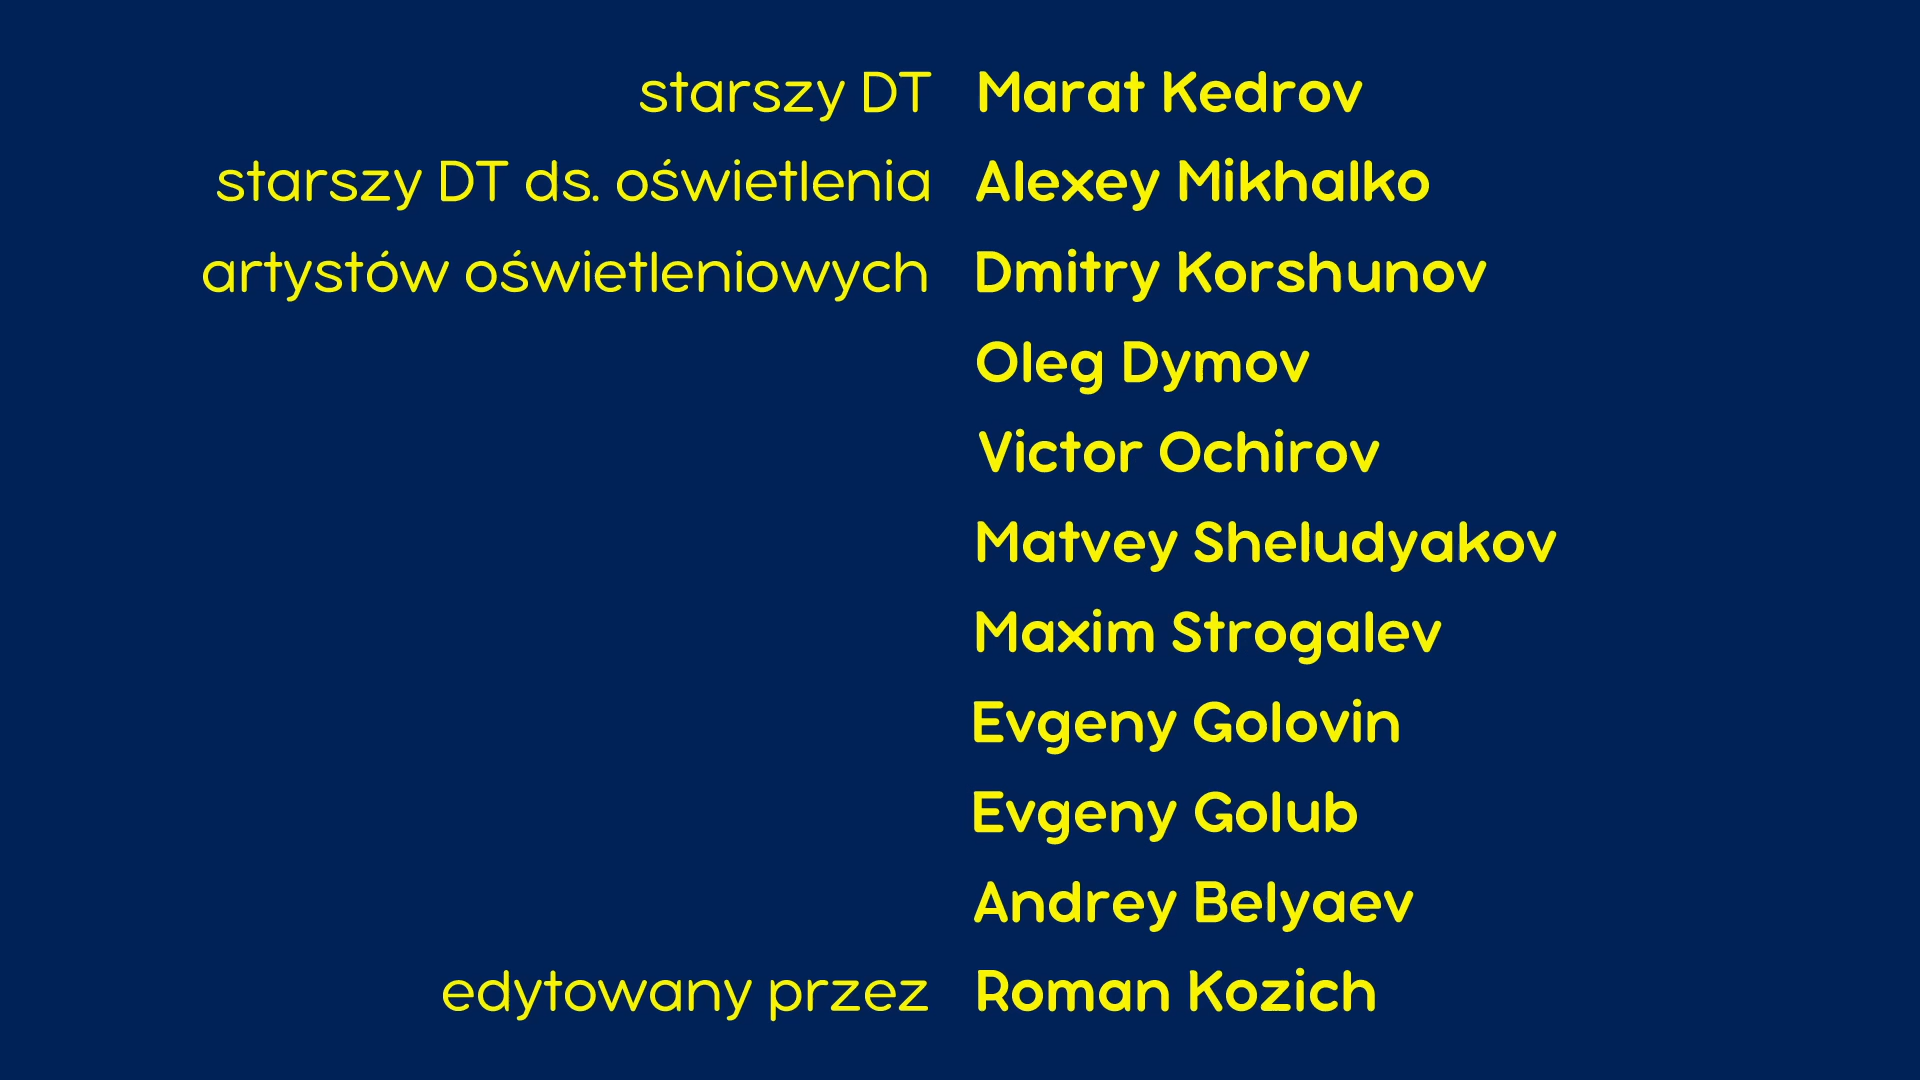 starszy DT Marat Kedrov
starszy DT ds. oświetlenia Alexey Mikhalko
artystów oświetleniowych Dmitry Korshunov
Oleg Dymov
Victor Ochirov
Matvey Sheludyakov
Maxim Strogalev
Evgeny Golovin
Evgeny Golub
Andrey Belyaev
edytowany przez Roman Kozich